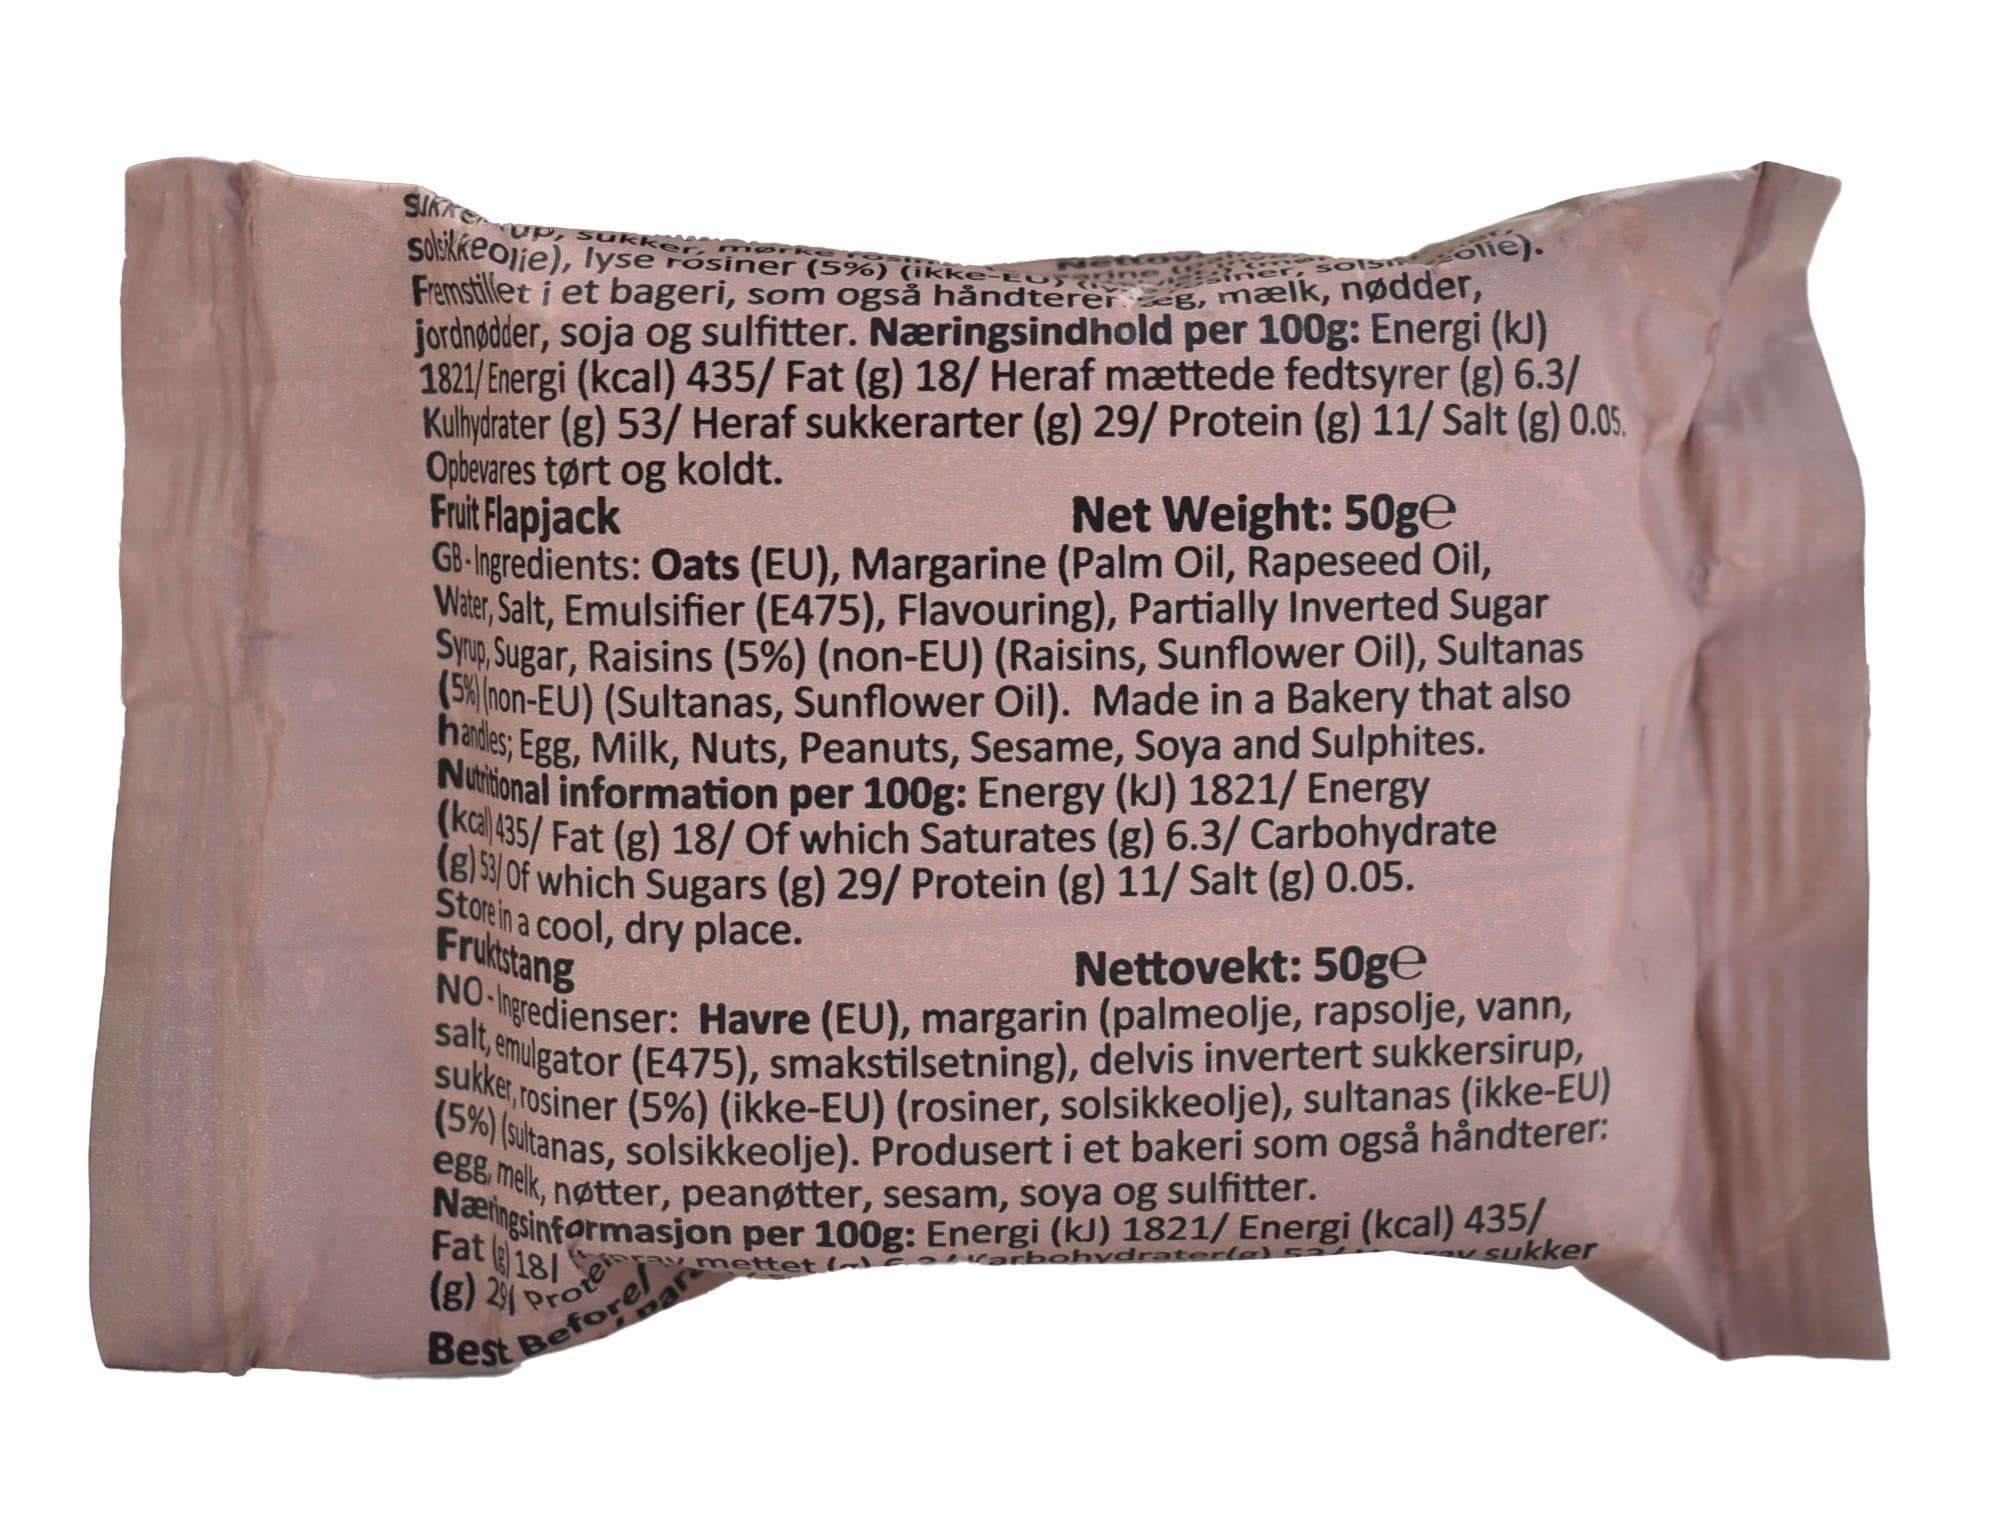 sukker, mørke
solsikkeolie), lyse rosiner (5%) (ikke-EU) solsikkeolie).
Fremstillet i et bageri, som også håndterer æg, mælk, nødder,
jordnødder, soja og sulfitter. Næringsindhold per 100g: Energi (kJ)
1821/ Energi (kcal) 435/ Fat (g) 18/ Heraf mættede fedtsyrer (g) 6.3/
Kulhydrater (g) 53/ Heraf sukkerarter (g) 29/ Protein (g) 11/ Salt (g) 0.05.
Opbevares tørt og koldt.
Fruit Flapjack Net Weight: 50g℮
GB-Ingredients: Oats (EU), Margarine (Palm Oil, Rapeseed Oil,
Water, Salt, Emulsifier (E475), Flavouring), Partially Inverted Sugar
Syrup, Sugar, Raisins (5%) (non-EU) (Raisins, Sunflower Oil), Sultanas
(5%) (non-EU) (Sultanas, Sunflower Oil). Made in a Bakery that also
handles; Egg, Milk, Nuts, Peanuts, Sesame, Soya and Sulphites.
Nutritional information per 100g: Energy (kJ) 1821/ Energy
(kcal) 435/ Fat (g) 18/ Of which Saturates (g) 6.3/ Carbohydrate
(g) 53/ Of which Sugars (g) 29/ Protein (g) 11/ Salt (g) 0.05.
Store in a cool, dry place.
Fruktstang Nettovekt: 50g℮
NO-Ingredienser: Havre (EU), margarin (palmeolje, rapsolje, vann,
salt, emulgator (E475), smakstilsetning), delvis invertert sukkersirup,
sukker, rosiner (5%) (ikke-EU) (rosiner, solsikkeolje), sultanas (ikke-EU)
(5%) (sultanas, solsikkeolje). Produsert i et bakeri som også håndterer:
egg, melk, nøtter, peanøtter, sesam, soya og sulfitter.
Næringsinformasjon per 100g: Energi (kJ) 1821/ Energi (kcal) 435/
Fat (g) 18/ mettet (g) Karbohydrater(g) 53/ sukker
(g) 29/
Best Before/